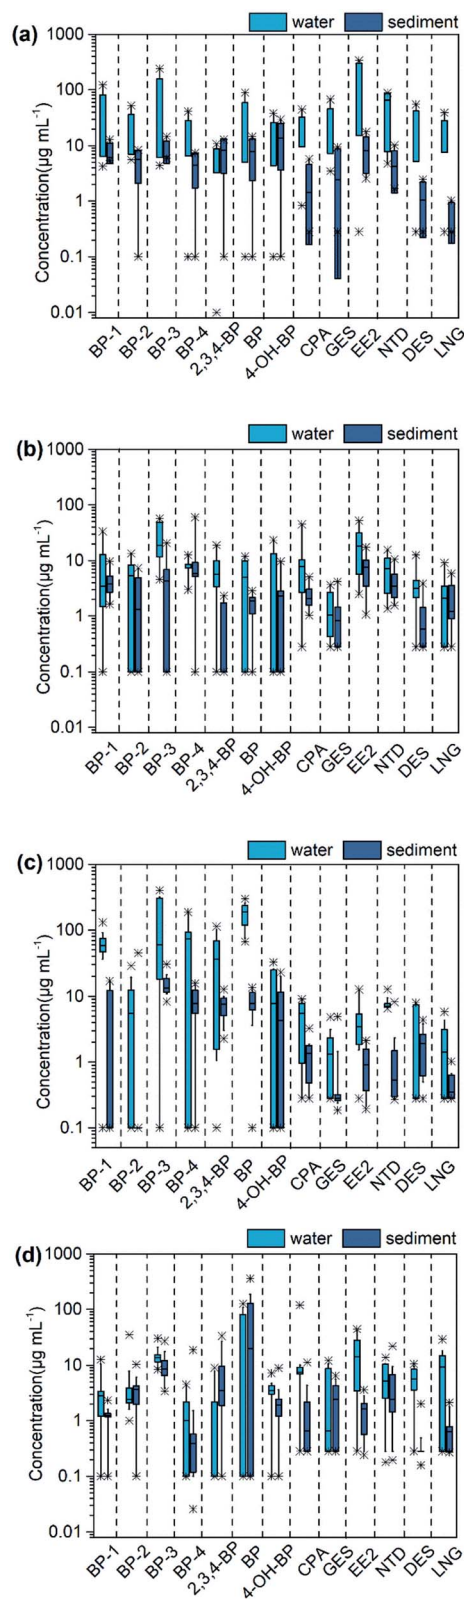 (a)
water sediment
Concentration(μg mL⁻¹)
1000
100
10
1
0.1
0.01
BP-1 BP-2 BP-3 BP-4 2,3,4-BP BP 4-OH-BP CPA GES EE2 NTD DES LNG
(b)
water sediment
Concentration(μg mL⁻¹)
1000
100
10
1
0.1
0.01
BP-1 BP-2 BP-3 BP-4 2,3,4-BP BP 4-OH-BP CPA GES EE2 NTD DES LNG
(c)
water sediment
Concentration(μg mL⁻¹)
1000
100
10
1
0.1
BP-1 BP-2 BP-3 BP-4 2,3,4-BP BP 4-OH-BP CPA GES EE2 NTD DES LNG
(d)
water sediment
Concentration(μg mL⁻¹)
1000
100
10
1
0.1
0.01
BP-1 BP-2 BP-3 BP-4 2,3,4-BP BP 4-OH-BP CPA GES EE2 NTD DES LNG